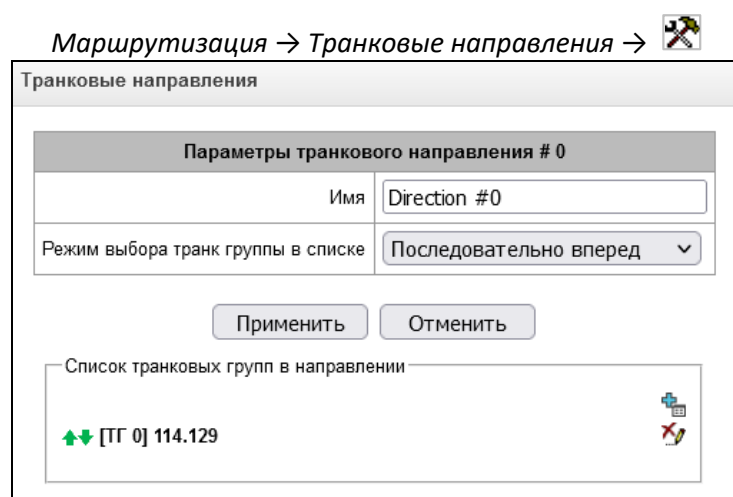 Маршрутизация → Транковые направления →
Транковые направления
Параметры транкового направления # 0
Имя Direction #0
Режим выбора транк группы в списке Последовательно вперед
Применить Отменить
Список транковых групп в направлении
[ТГ 0] 114.129